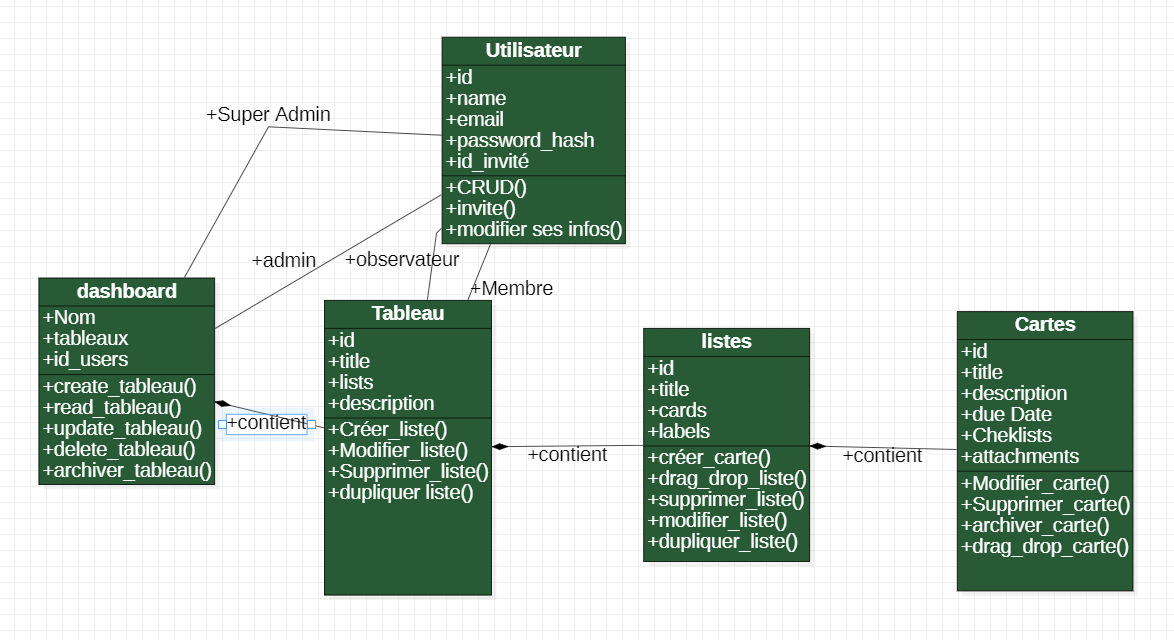 Utilisateur
+id
+name
+email
+password_hash
+id_invité
+CRUD()
+invite()
+modifier ses infos()
+Super Admin
+admin
+observateur
+Membre
dashboard
+Nom
+tableaux
+id_users
+create_tableau()
+read_tableau()
+update_tableau()
+delete_tableau()
+archiver_tableau()
+contient
Tableau
+id
+title
+lists
+description
+Créer_liste()
+Modifier_liste()
+Supprimer_liste()
+dupliquer liste()
+contient
listes
+id
+title
+cards
+labels
+créer_carte()
+drag_drop_liste()
+supprimer_liste()
+modifier_liste()
+dupliquer_liste()
+contient
Cartes
+id
+title
+description
+due Date
+Cheklists
+attachments
+Modifier_carte()
+Supprimer_carte()
+archiver_carte()
+drag_drop_carte()